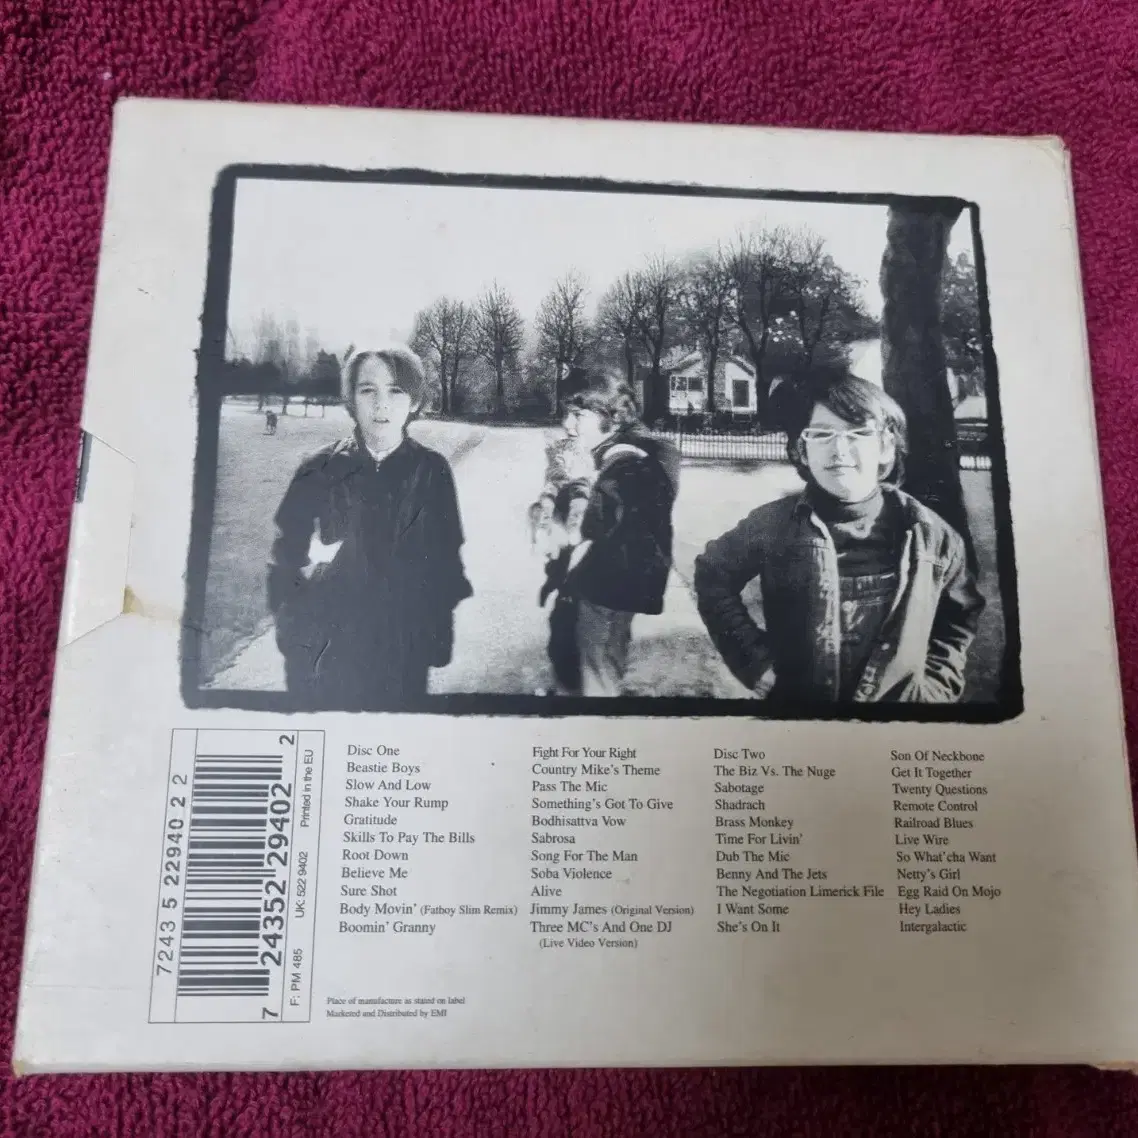 7243 5 22940 2 2
7 24352 29402 2
F: PM 485
UK: 522 9402
Printed in the EU
Disc One
Beastie Boys
Slow And Low
Shake Your Rump
Gratitude
Skills To Pay The Bills
Root Down
Believe Me
Sure Shot
Body Movin' (Fatboy Slim Remix)
Boomin' Granny
Fight For Your Right
Country Mike's Theme
Pass The Mic
Something's Got To Give
Bodhisattva Vow
Sabrosa
Song For The Man
Soba Violence
Alive
Jimmy James (Original Version)
Three MC's And One DJ
(Live Video Version)
Disc Two
The Biz Vs. The Nuge
Sabotage
Shadrach
Brass Monkey
Time For Livin'
Dub The Mic
Benny And The Jets
The Negotiation Limerick File
I Want Some
She's On It
Son Of Neckbone
Get It Together
Twenty Questions
Remote Control
Railroad Blues
Live Wire
So What'cha Want
Netty's Girl
Egg Raid On Mojo
Hey Ladies
Intergalactic
Place of manufacture as stated on label
Marketed and Distributed by EMI